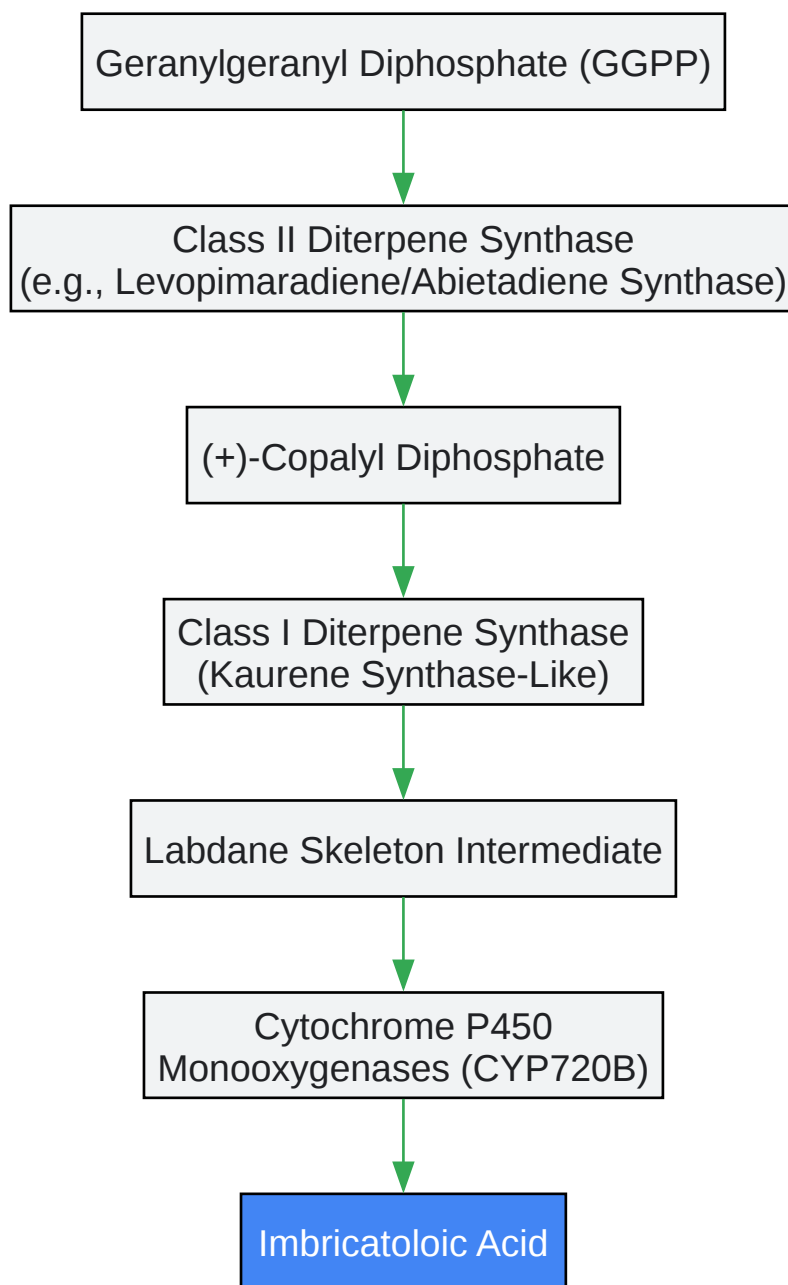 Geranylgeranyl Diphosphate (GGPP)
Class II Diterpene Synthase
(e.g., Levopimaradiene/Abietadiene Synthase)
(+)-Copalyl Diphosphate
Class I Diterpene Synthase
(Kaurene Synthase-Like)
Labdane Skeleton Intermediate
Cytochrome P450
Monooxygenases (CYP720B)
Imbricatoloic Acid